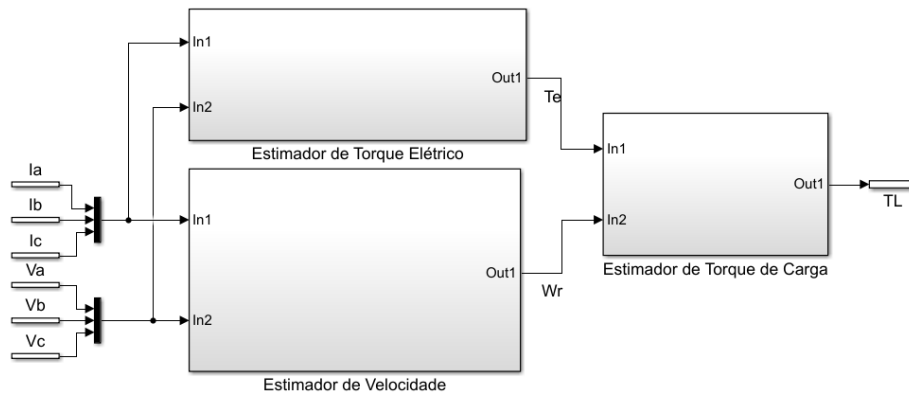 In1
In2
Out1
Te
Estimador de Torque Elétrico
Ia
Ib
Ic
Va
Vb
Vc
In1
In2
Out1
Wr
Estimador de Velocidade
In1
In2
Out1
TL
Estimador de Torque de Carga